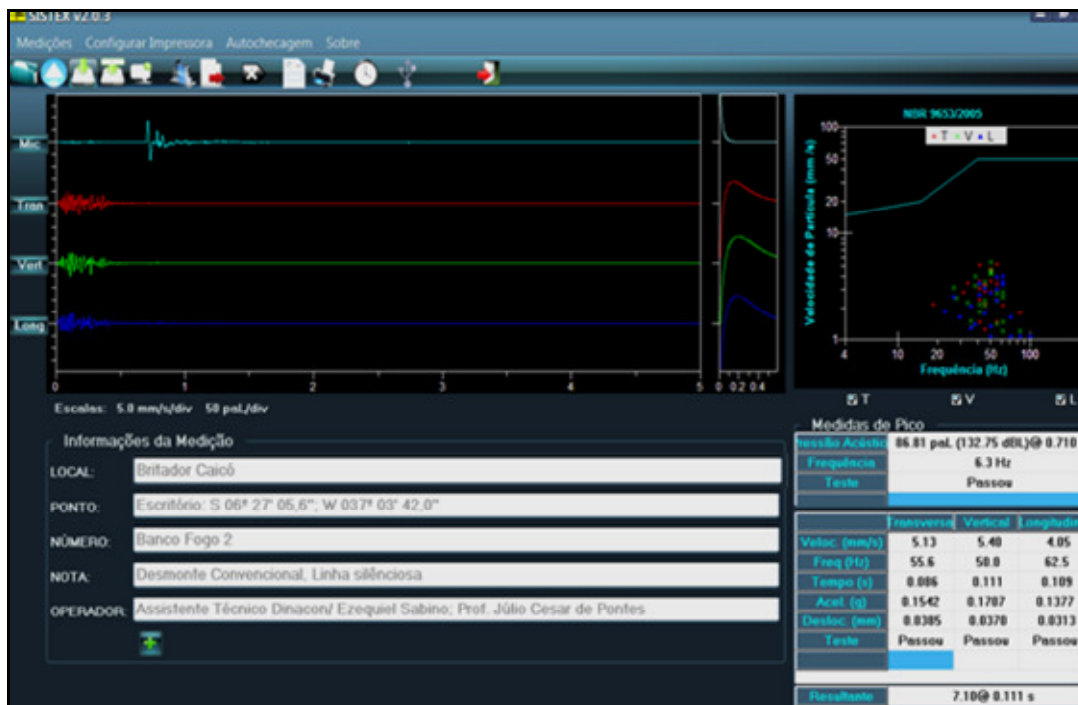 SISTEX V2.0.3
Medições Configurar Impressora Autochecagem Sobre
Mic
Tran
Vert
Long
0 1 2 3 4 5 0 0.2 0.4
Escalas: 5.0 mm/s/div 50 paL/div
NBR 9653/2005
T V L
Velocidade de Partícula (mm/s)
100
50
20
10
1
4 10 20 50 100
Frequência (Hz)
T V L
Informações da Medição
LOCAL: Britador Caicó
PONTO: Escritório: S 06º 27' 05,6"; W 037º 03' 42,0"
NÚMERO: Banco Fogo 2
NOTA: Desmonte Convencional, Linha silênciosa
OPERADOR: Assistente Técnico Dinacon/ Ezequiel Sabino; Prof. Júlio Cesar de Pontes
Medidas de Pico
ressão Acústic 86.81 paL (132.75 dBL)@ 0.710
Frequência 6.3 Hz
Teste Passou
Transversal Vertical Longitudin
Veloc. (mm/s) 5.13 5.40 4.05
Freq (Hz) 55.6 50.0 62.5
Tempo (s) 0.086 0.111 0.109
Acel. (g) 0.1542 0.1707 0.1377
Desloc. (mm) 0.0385 0.0370 0.0313
Teste Passou Passou Passou
Resultante 7.10@ 0.111 s